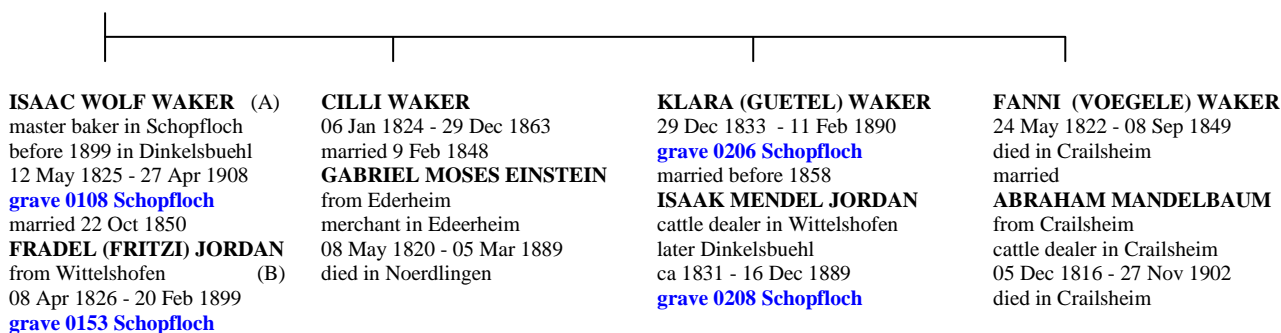 ISAAC WOLF WAKER (A)
master baker in Schopfloch
before 1899 in Dinkelsbuehl
12 May 1825 - 27 Apr 1908
grave 0108 Schopfloch
married 22 Oct 1850
FRADEL (FRITZI) JORDAN
from Wittelshofen (B)
08 Apr 1826 - 20 Feb 1899
grave 0153 Schopfloch
CILLI WAKER
06 Jan 1824 - 29 Dec 1863
married 9 Feb 1848
GABRIEL MOSES EINSTEIN
from Ederheim
merchant in Edeerheim
08 May 1820 - 05 Mar 1889
died in Noerdlingen
KLARA (GUETEL) WAKER
29 Dec 1833 - 11 Feb 1890
grave 0206 Schopfloch
married before 1858
ISAAK MENDEL JORDAN
cattle dealer in Wittelshofen
later Dinkelsbuehl
ca 1831 - 16 Dec 1889
grave 0208 Schopfloch
FANNI (VOEGELE) WAKER
24 May 1822 - 08 Sep 1849
died in Crailsheim
married
ABRAHAM MANDELBAUM
from Crailsheim
cattle dealer in Crailsheim
05 Dec 1816 - 27 Nov 1902
died in Crailsheim